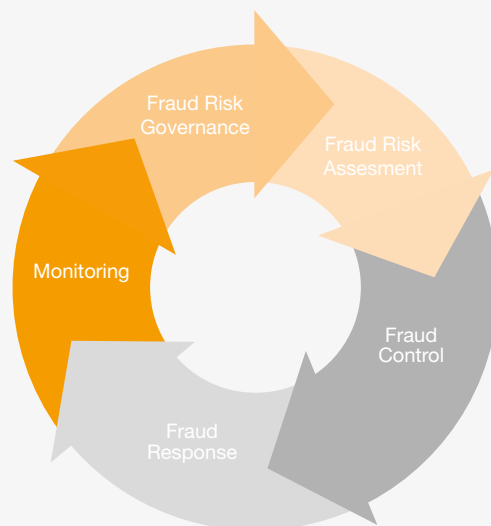 Fraud Risk
Governance
Fraud Risk
Assesment
Fraud
Control
Fraud
Response
Monitoring